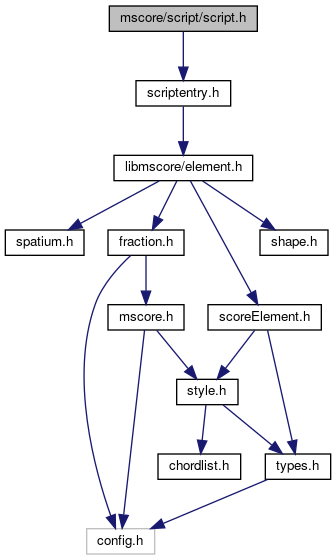 mscore/script/script.h
scriptentry.h
libmscore/element.h
spatium.h
fraction.h
shape.h
mscore.h
scoreElement.h
style.h
chordlist.h
types.h
config.h